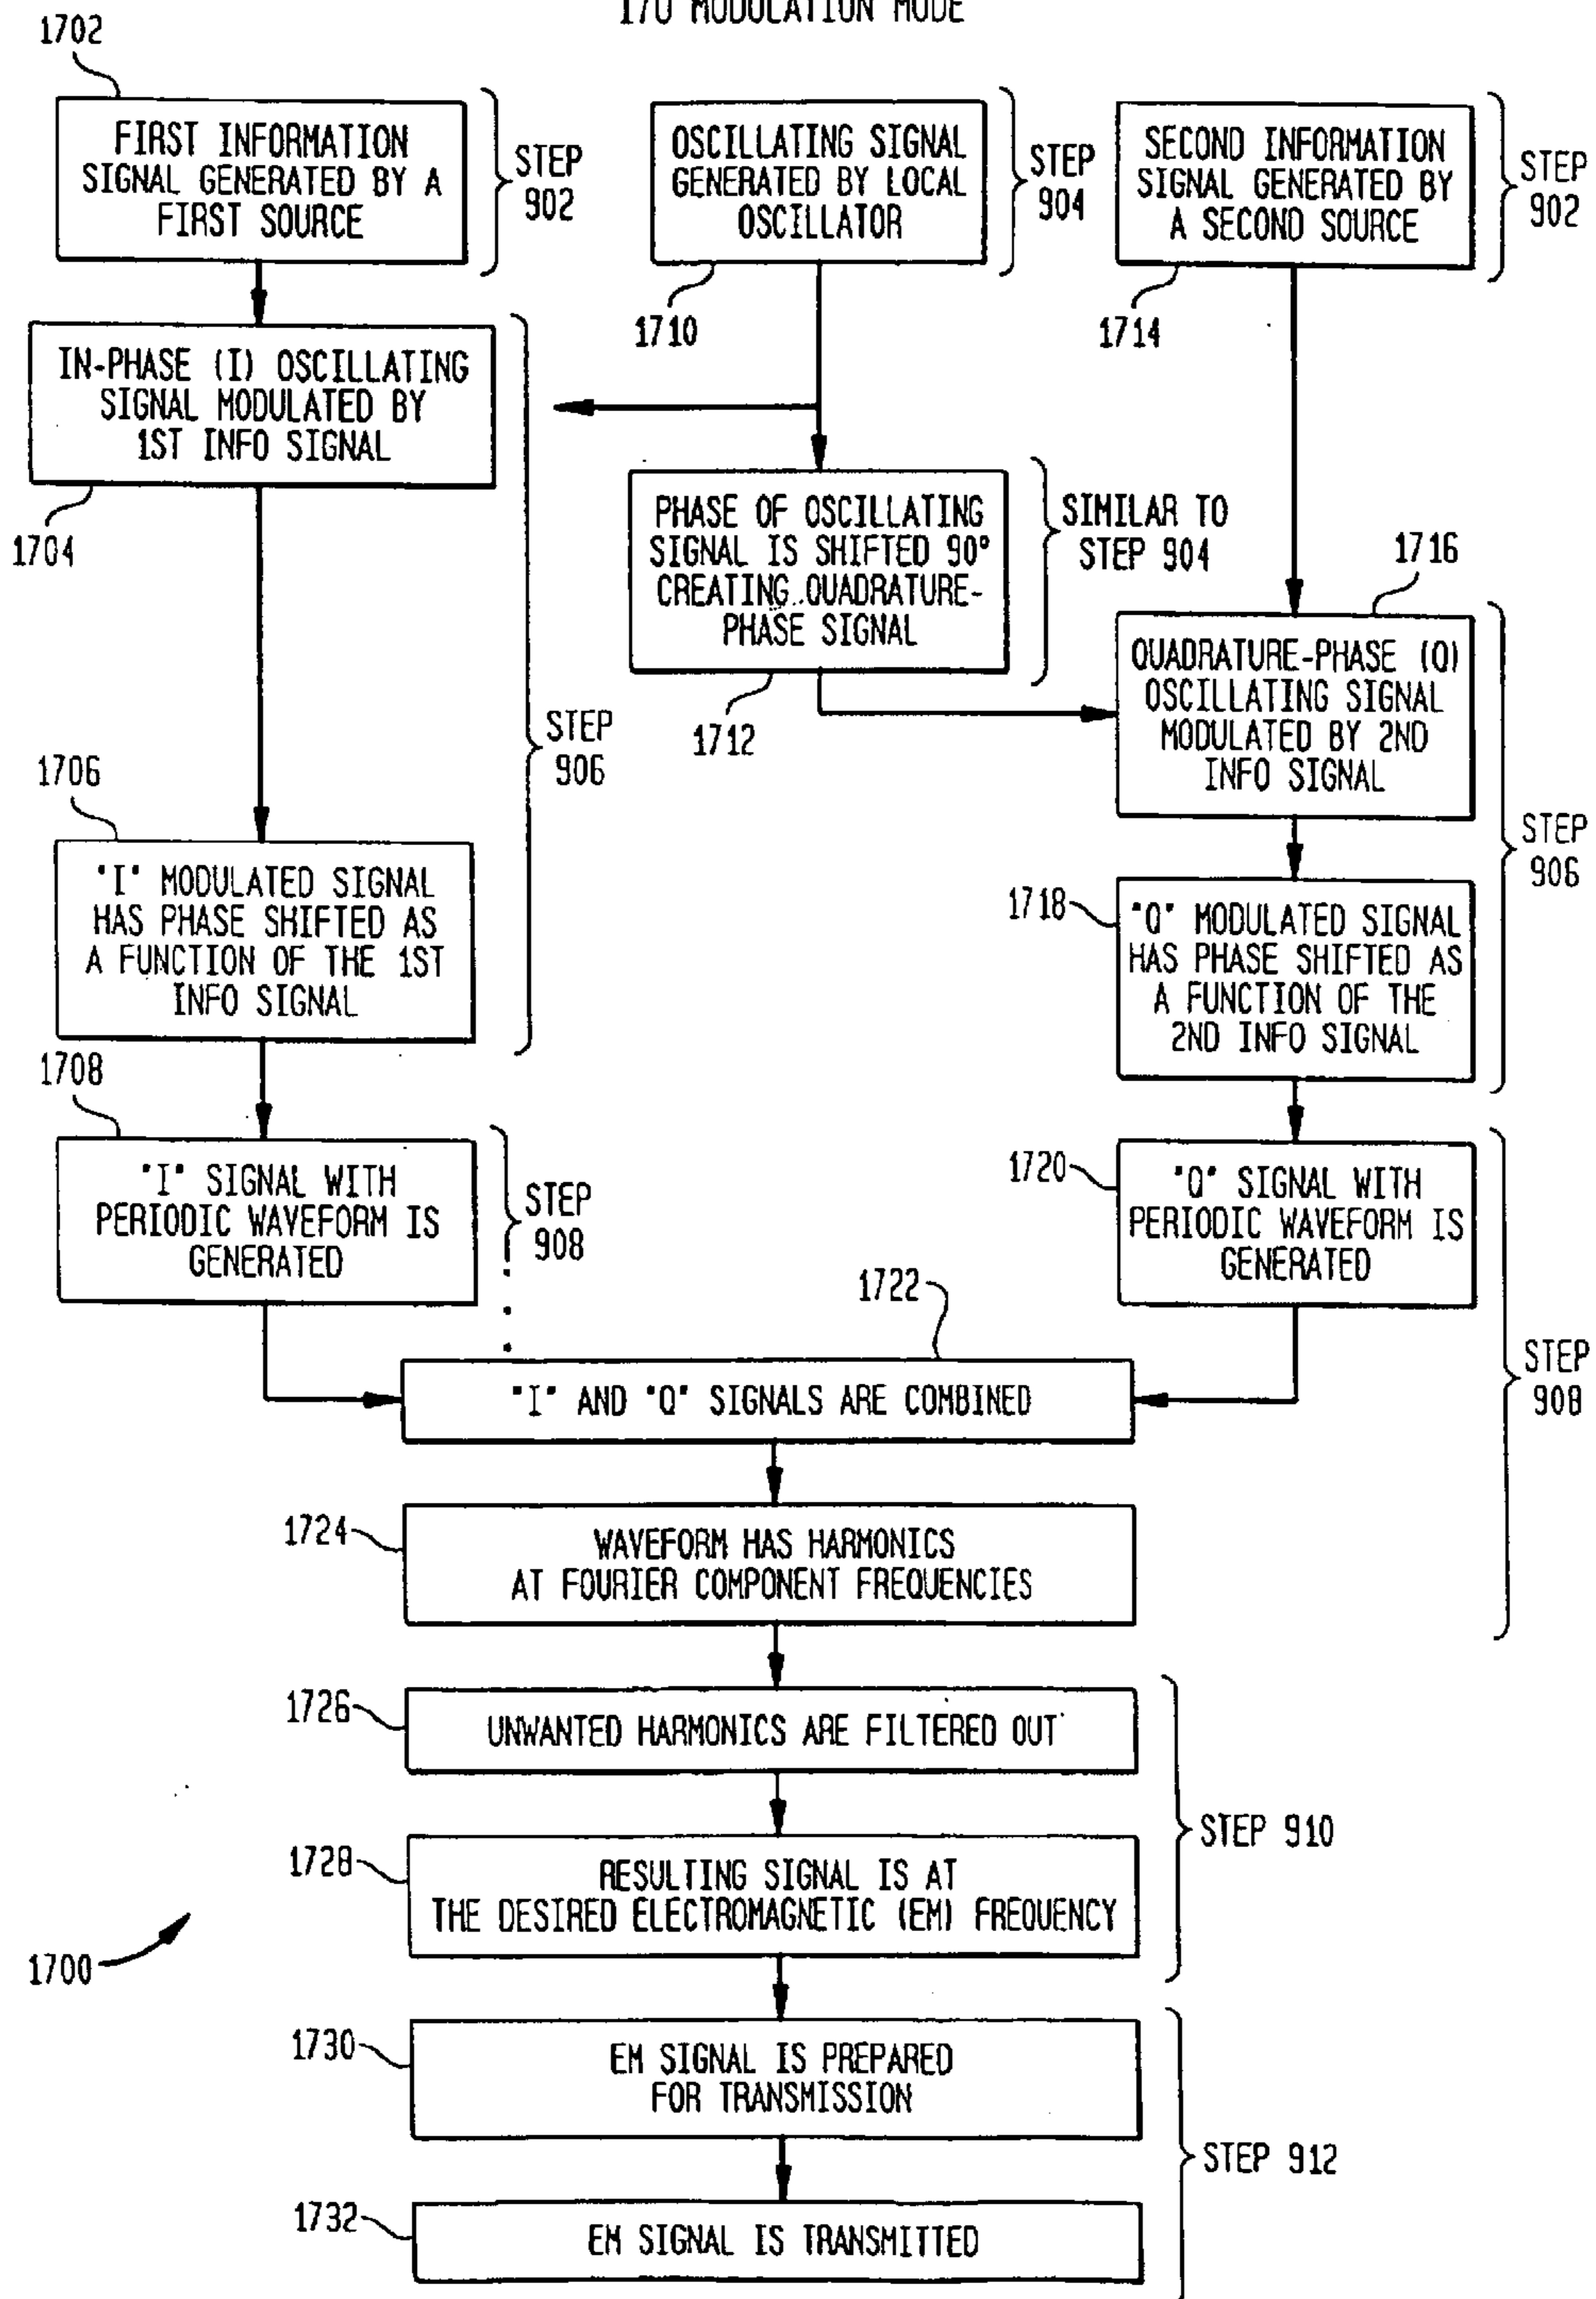 I/Q MODULATION MODE
1702
FIRST INFORMATION
SIGNAL GENERATED BY A
FIRST SOURCE
STEP
902
OSCILLATING SIGNAL
GENERATED BY LOCAL
OSCILLATOR
STEP
904
SECOND INFORMATION
SIGNAL GENERATED BY
A SECOND SOURCE
STEP
902
1710
1714
IN-PHASE (I) OSCILLATING
SIGNAL MODULATED BY
1ST INFO SIGNAL
1704
PHASE OF OSCILLATING
SIGNAL IS SHIFTED 90°
CREATING QUADRATURE-
PHASE SIGNAL
SIMILAR TO
STEP 904
1712
1716
QUADRATURE-PHASE (Q)
OSCILLATING SIGNAL
MODULATED BY 2ND
INFO SIGNAL
STEP
906
1706
"I" MODULATED SIGNAL
HAS PHASE SHIFTED AS
A FUNCTION OF THE 1ST
INFO SIGNAL
1718
"Q" MODULATED SIGNAL
HAS PHASE SHIFTED AS
A FUNCTION OF THE
2ND INFO SIGNAL
STEP
906
1708
"I" SIGNAL WITH
PERIODIC WAVEFORM IS
GENERATED
STEP
908
1720
"Q" SIGNAL WITH
PERIODIC WAVEFORM IS
GENERATED
1722
"I" AND "Q" SIGNALS ARE COMBINED
STEP
908
1724
WAVEFORM HAS HARMONICS
AT FOURIER COMPONENT FREQUENCIES
1726
UNWANTED HARMONICS ARE FILTERED OUT
1728
RESULTING SIGNAL IS AT
THE DESIRED ELECTROMAGNETIC (EM) FREQUENCY
STEP 910
1700
1730
EM SIGNAL IS PREPARED
FOR TRANSMISSION
STEP 912
1732
EM SIGNAL IS TRANSMITTED